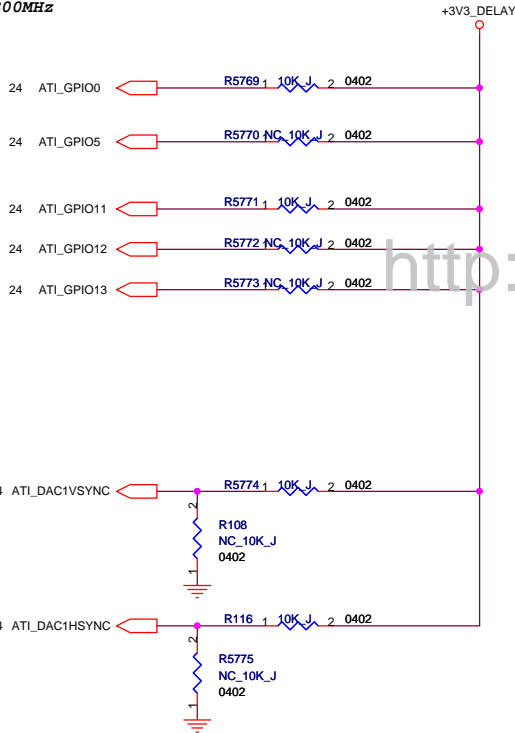 00MHz
+3V3_DELAY
24 ATI_GPIO0 R5769 1 10K_J 2 0402
24 ATI_GPIO5 R5770 1 NC_10K_J 2 0402
24 ATI_GPIO11 R5771 1 10K_J 2 0402
24 ATI_GPIO12 R5772 1 NC_10K_J 2 0402
http:
24 ATI_GPIO13 R5773 1 NC_10K_J 2 0402
4 ATI_DAC1VSYNC R5774 1 10K_J 2 0402
2
R108
NC_10K_J
0402
1
4 ATI_DAC1HSYNC R116 1 10K_J 2 0402
2
R5775
NC_10K_J
0402
1